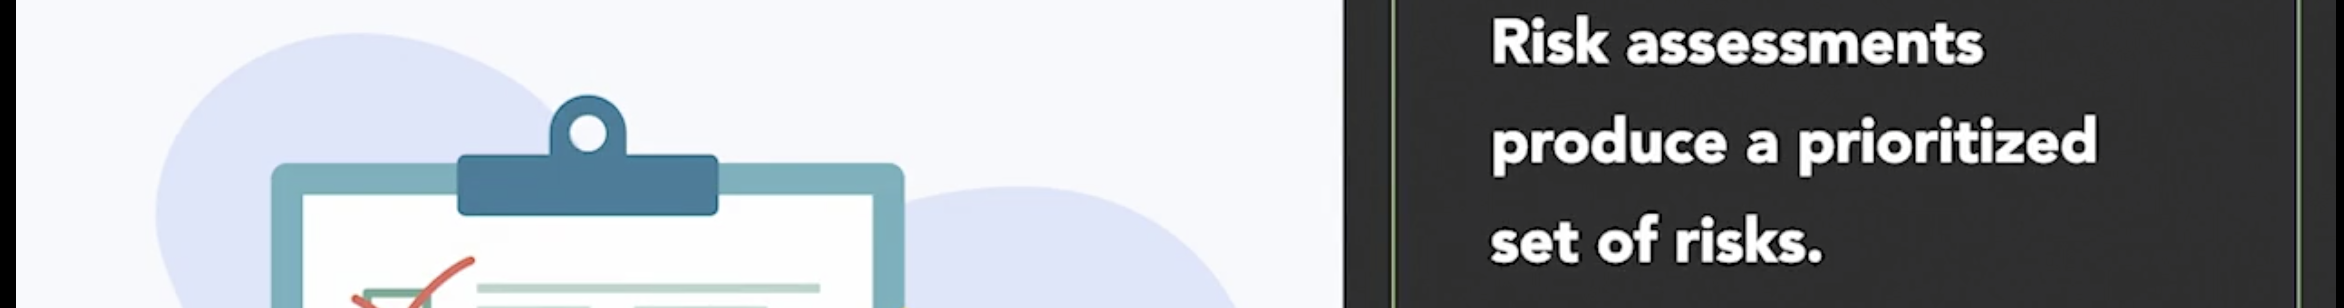 Risk assessments
produce a prioritized
set of risks.